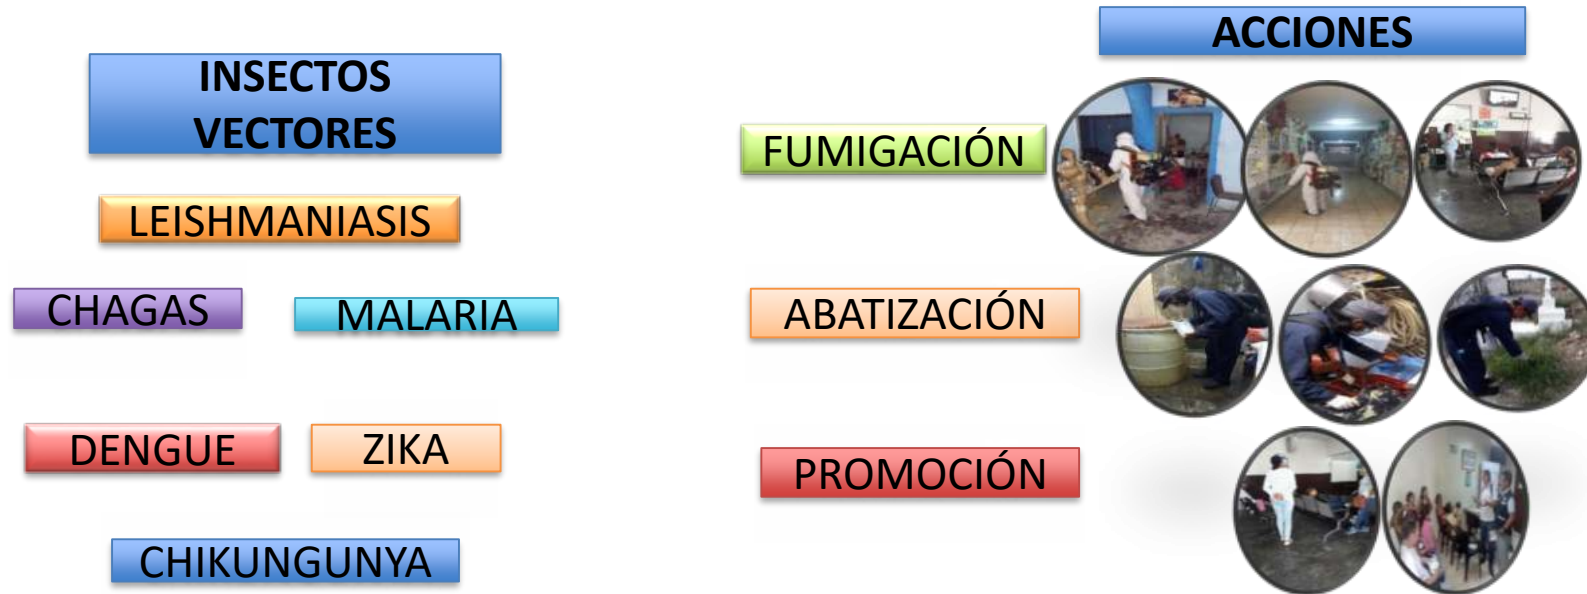 INSECTOS
VECTORES
LEISHMANIASIS
CHAGAS
MALARIA
DENGUE
ZIKA
CHIKUNGUNYA
ACCIONES
FUMIGACIÓN
ABATIZACIÓN
PROMOCIÓN